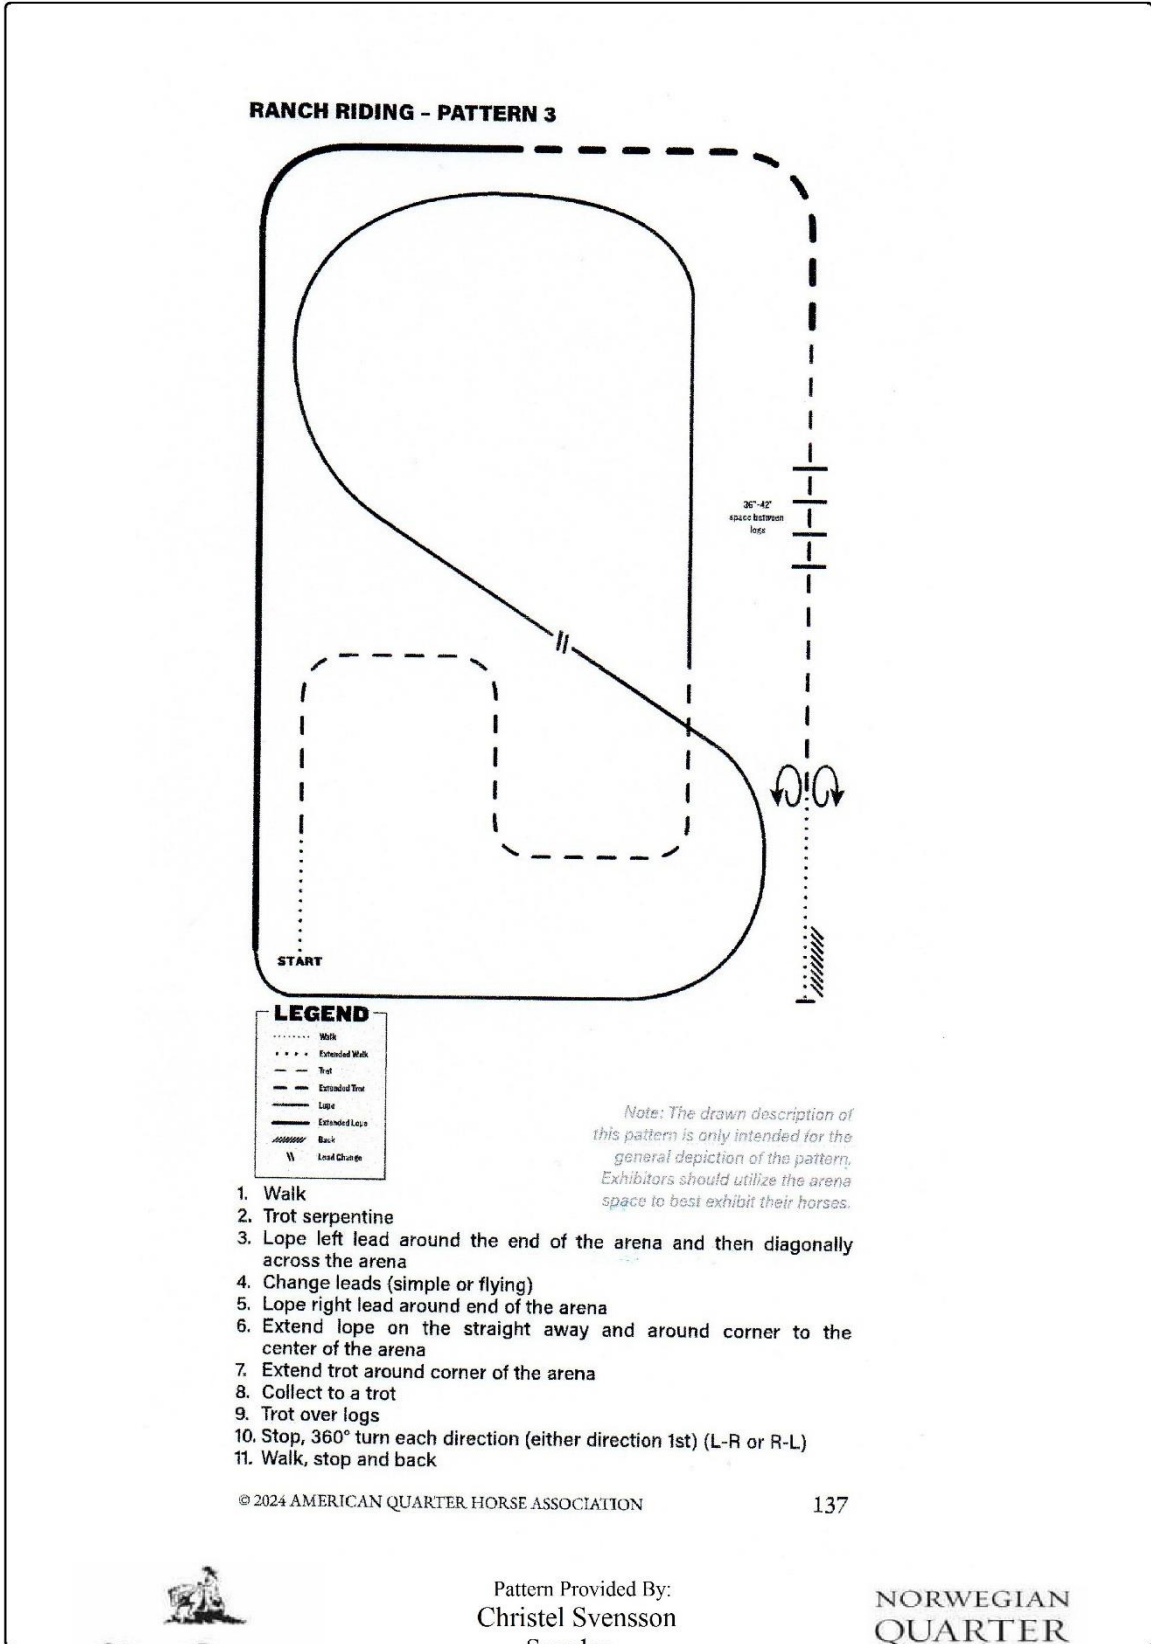 RANCH RIDING – PATTERN 3
36"-42"
space between
logs
START
LEGEND
Walk
Extended Walk
Trot
Extended Trot
Lope
Extended Lope
Back
Lead Change
Note: The drawn description of
this pattern is only intended for the
general depiction of the pattern.
Exhibitors should utilize the arena
space to best exhibit their horses.
1. Walk
2. Trot serpentine
3. Lope left lead around the end of the arena and then diagonally
across the arena
4. Change leads (simple or flying)
5. Lope right lead around end of the arena
6. Extend lope on the straight away and around corner to the
center of the arena
7. Extend trot around corner of the arena
8. Collect to a trot
9. Trot over logs
10. Stop, 360° turn each direction (either direction 1st) (L-R or R-L)
11. Walk, stop and back
© 2024 AMERICAN QUARTER HORSE ASSOCIATION
137
Pattern Provided By:
Christel Svensson
NORWEGIAN
QUARTER